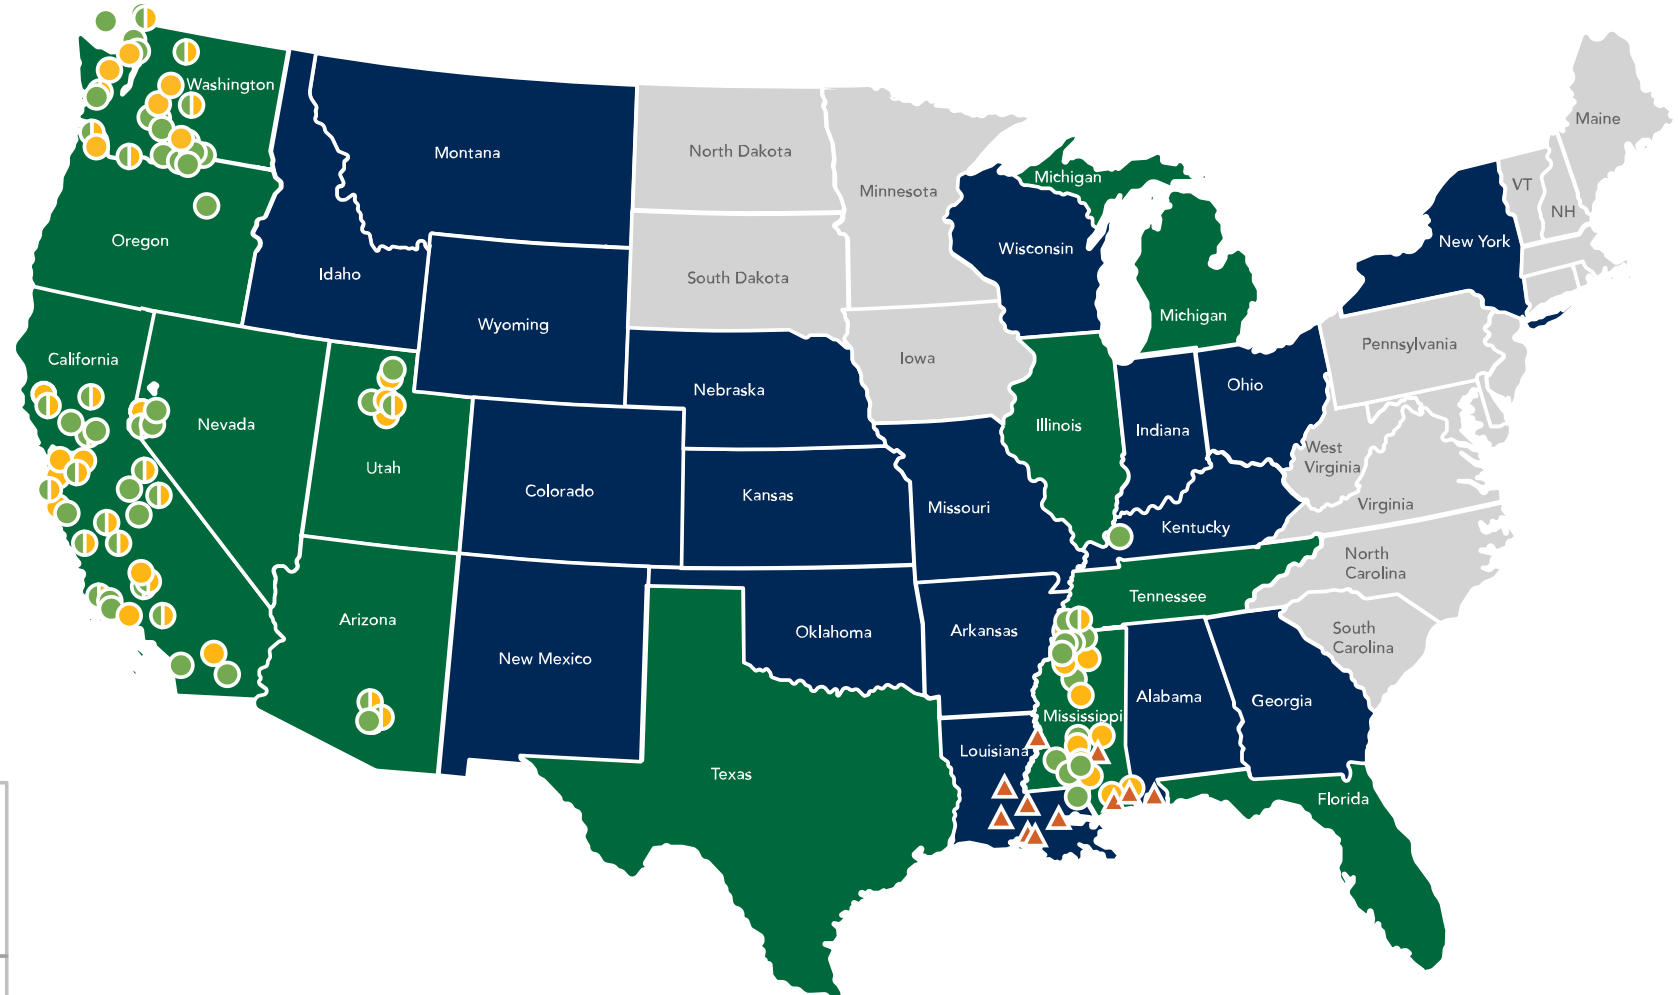 Washington
Montana
North Dakota
Minnesota
Michigan
Maine
VT
NH
New York
Wisconsin
Oregon
Idaho
South Dakota
Wyoming
Michigan
Iowa
Pennsylvania
California
Nebraska
Ohio
Nevada
Illinois
Indiana
West
Virginia
Utah
Colorado
Kansas
Missouri
Virginia
Kentucky
North
Carolina
Arizona
Tennessee
Oklahoma
Arkansas
South
Carolina
New Mexico
Alabama
Georgia
Mississippi
Louisiana
Texas
Florida